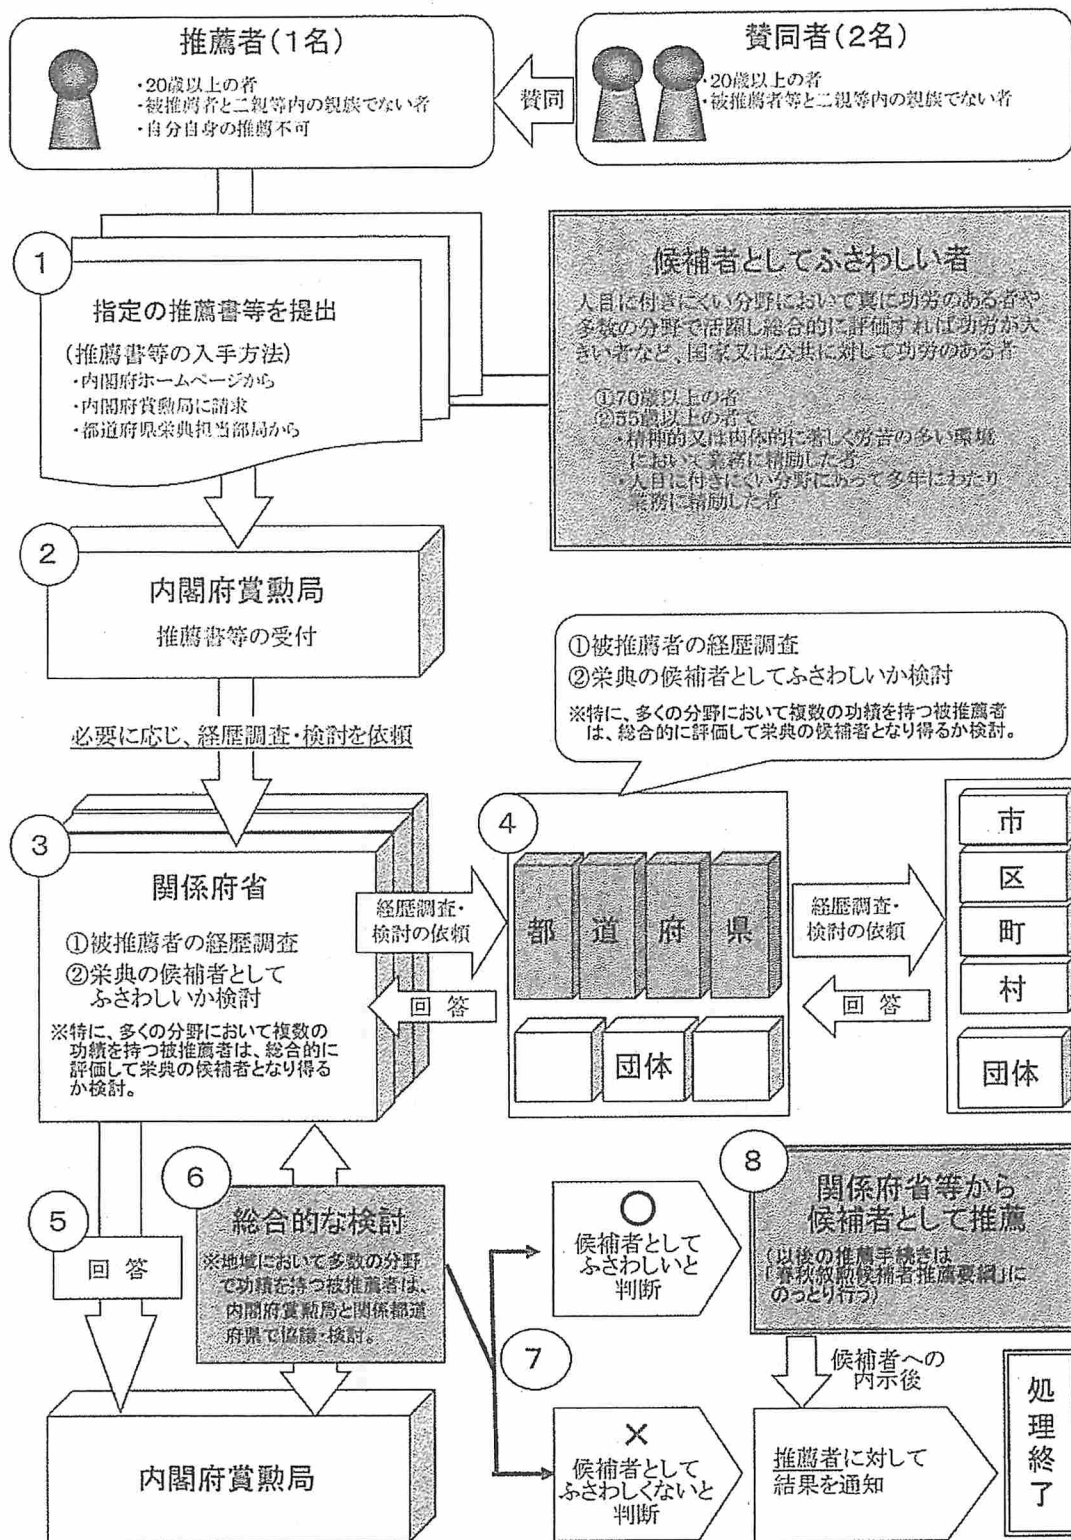 推薦者(1名)
・20歳以上の者
・被推薦者と二親等内の親族でない者
・自分自身の推薦不可
賛同
賛同者(2名)
・20歳以上の者
・被推薦者等と二親等内の親族でない者
1
指定の推薦書等を提出
(推薦書等の入手方法)
・内閣府ホームページから
・内閣府賞勲局に請求
・都道府県栄典担当部局から
候補者としてふさわしい者
人目に付きにくい分野において真に功労のある者や
多数の分野で活躍し総合的に評価すれば功労が大
きい者など、国家又は公共に対して功労のある者
①70歳以上の者
②55歳以上の者で
・精神的又は肉体的に著しく労苦の多い環境
において業務に精励した者
・人目に付きにくい分野にあって多年にわたり
業務に精励した者
2
内閣府賞勲局
推薦書等の受付
必要に応じ、経歴調査・検討を依頼
①被推薦者の経歴調査
②栄典の候補者としてふさわしいか検討
※特に、多くの分野において複数の功績を持つ被推薦者
は、総合的に評価して栄典の候補者となり得るか検討。
3
関係府省
①被推薦者の経歴調査
②栄典の候補者として
ふさわしいか検討
※特に、多くの分野において複数の
功績を持つ被推薦者は、総合的に
評価して栄典の候補者となり得る
か検討。
経歴調査・
検討の依頼
回 答
4
都 道 府 県
団体
経歴調査・
検討の依頼
回 答
市
区
町
村
団体
5
回 答
6
総合的な検討
※地域において多数の分野
で功績を持つ被推薦者は、
内閣府賞勲局と関係都道
府県で協議・検討。
内閣府賞勲局
7
○
候補者として
ふさわしいと
判断
×
候補者として
ふさわしくないと
判断
8
関係府省等から
候補者として推薦
(以後の推薦手続きは
「春秋叙勲候補者推薦要綱」に
のっとり行う)
候補者への
内示後
推薦者に対して
結果を通知
処理終了